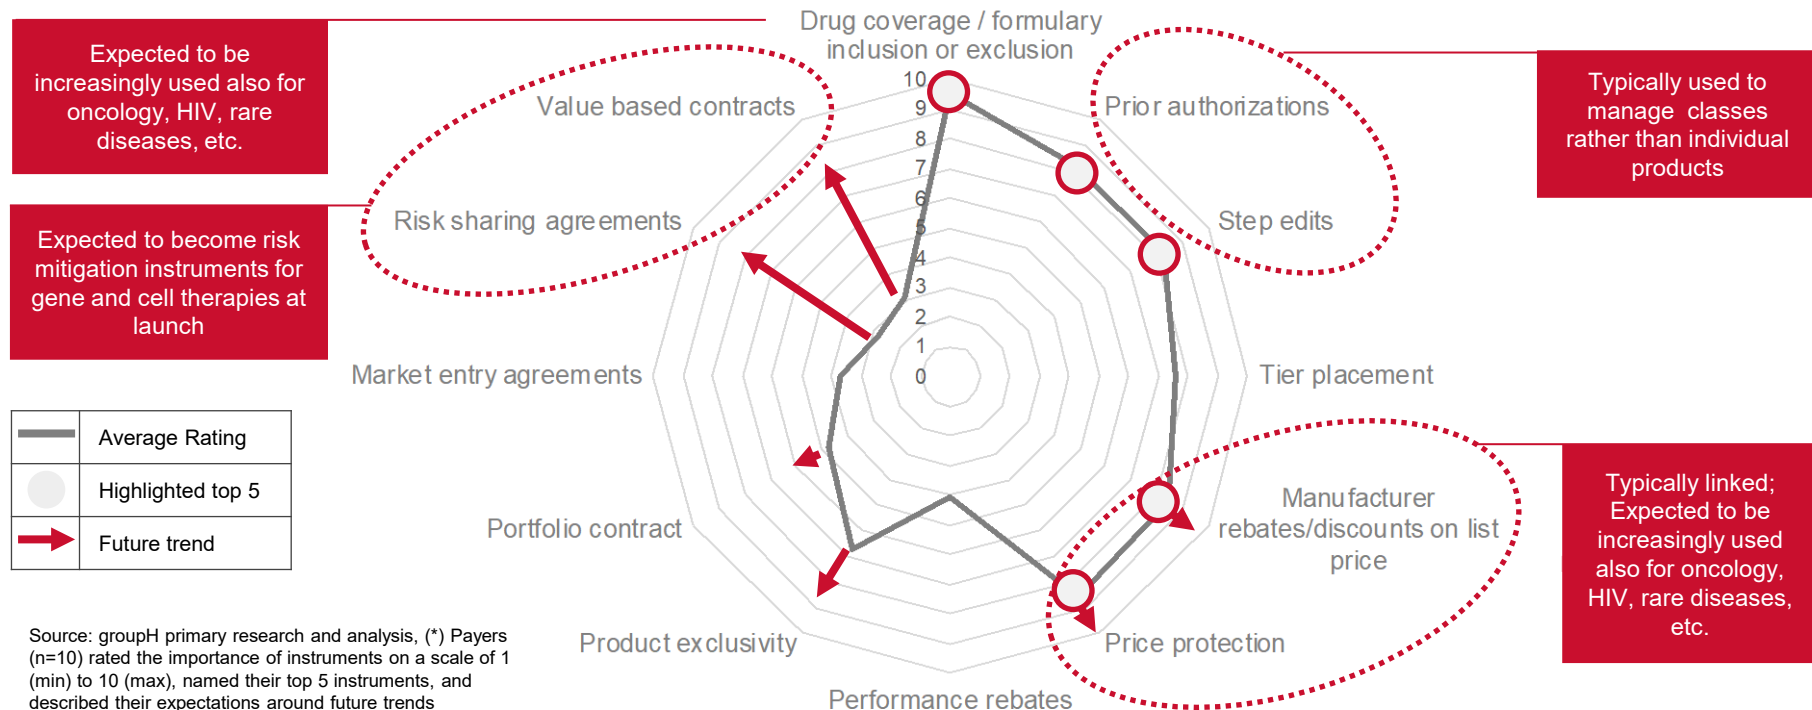 Drug coverage / formulary
inclusion or exclusion
Expected to be
increasingly used also for
oncology, HIV, rare
diseases, etc.
Value based contracts
Prior authorizations
Typically used to
manage classes
rather than individual
products
Risk sharing agreements
Step edits
Expected to become risk
mitigation instruments for
gene and cell therapies at
launch
10
9
8
7
6
5
4
3
2
1
0
Market entry agreements
Tier placement
Average Rating
Highlighted top 5
Future trend
Portfolio contract
Manufacturer
rebates/discounts on list
price
Typically linked;
Expected to be
increasingly used
also for oncology,
HIV, rare diseases,
etc.
Product exclusivity
Price protection
Performance rebates
Source: groupH primary research and analysis, (*) Payers
(n=10) rated the importance of instruments on a scale of 1
(min) to 10 (max), named their top 5 instruments, and
described their expectations around future trends